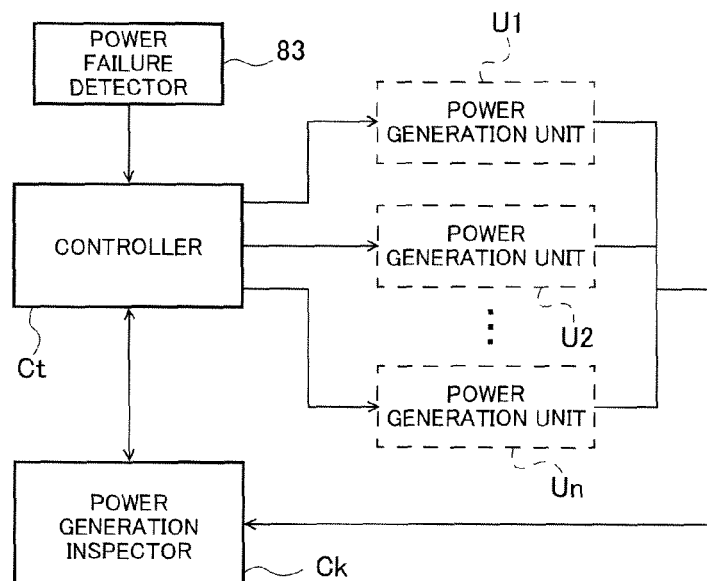 POWER
FAILURE
DETECTOR
83
U1
POWER
GENERATION UNIT
CONTROLLER
Ct
POWER
GENERATION UNIT
U2
POWER
GENERATION UNIT
Un
POWER
GENERATION
INSPECTOR
Ck